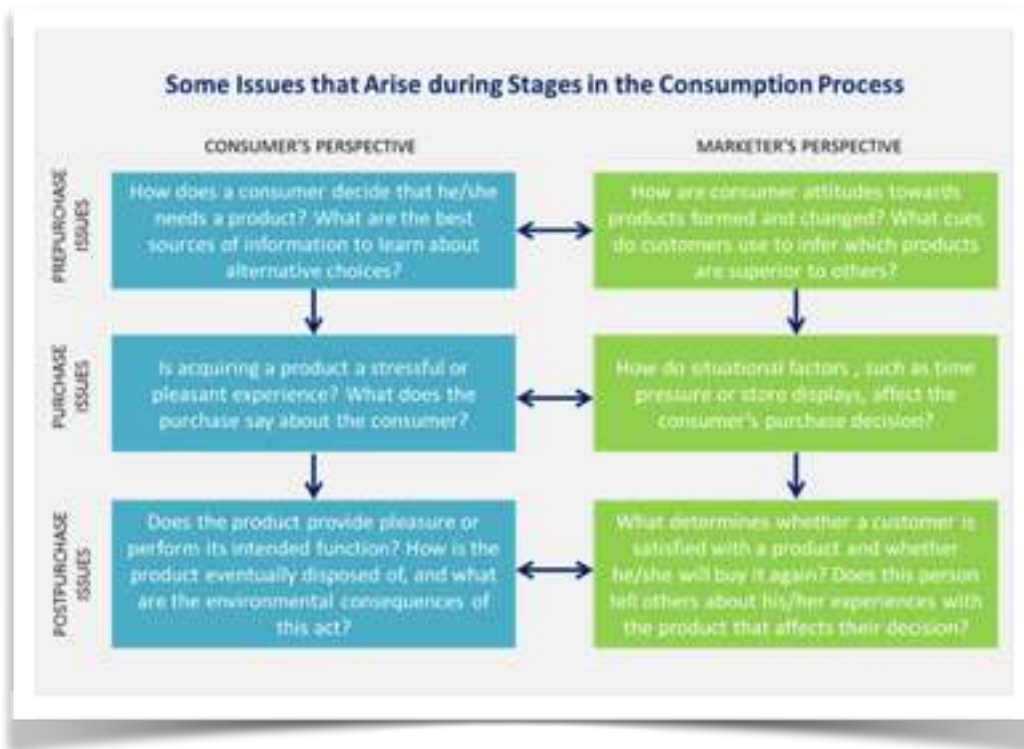 Some Issues that Arise during Stages in the Consumption Process
CONSUMER'S PERSPECTIVE
MARKETER'S PERSPECTIVE
PREPURCHASE
ISSUES
How does a consumer decide that he/she
needs a product? What are the best
sources of information to learn about
alternative choices?
How are consumer attitudes towards
products formed and changed? What cues
do customers use to infer which products
are superior to others?
PURCHASE
ISSUES
Is acquiring a product a stressful or
pleasant experience? What does the
purchase say about the consumer?
How do situational factors , such as time
pressure or store displays, affect the
consumer's purchase decision?
POSTPURCHASE
ISSUES
Does the product provide pleasure or
perform its intended function? How is the
product eventually disposed of, and what
are the environmental consequences of
this act?
What determines whether a customer is
satisfied with a product and whether
he/she will buy it again? Does this person
tell others about his/her experiences with
the product that affects their decision?